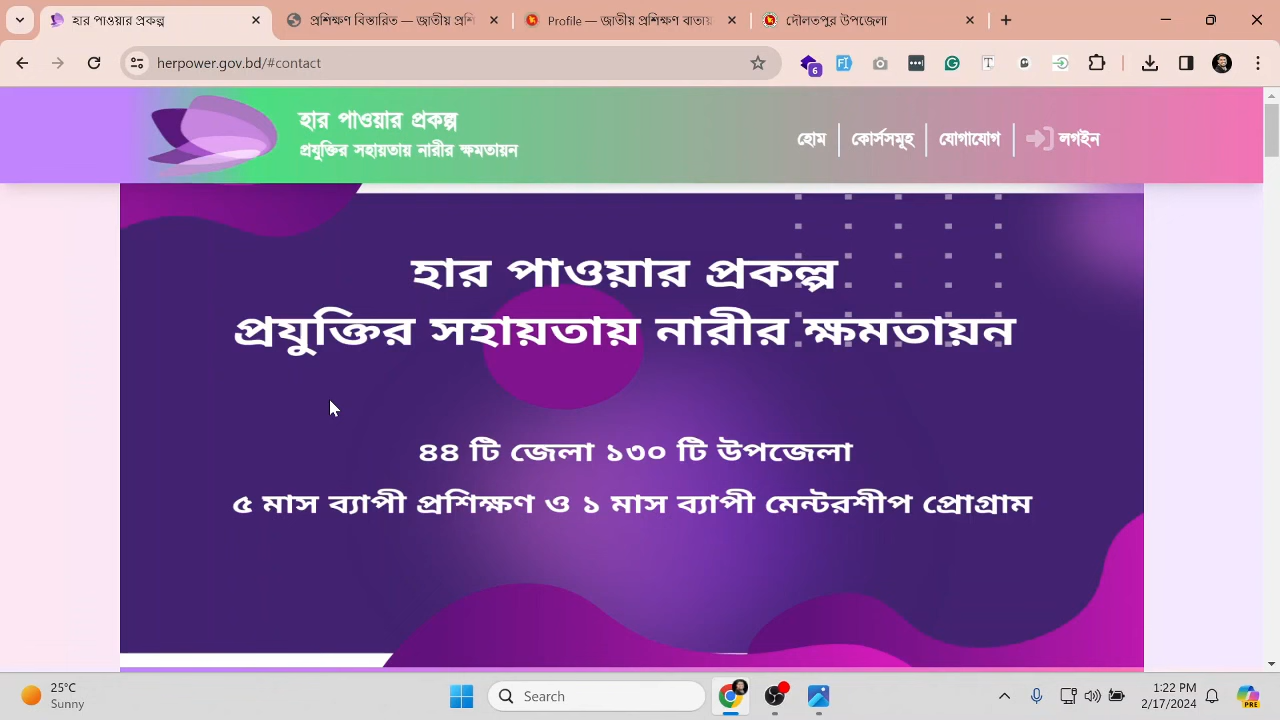 হার পাওয়ার প্রকল্প
প্রশিক্ষণ বিস্তারিত – জাতীয় প্রশি
Profile — জাতীয় প্রশিক্ষণ বাতায়
দৌলতপুর উপজেলা
herpower.gov.bd/#contact
6
হার পাওয়ার প্রকল্প
প্রযুক্তির সহায়তায় নারীর ক্ষমতায়ন
হোম
কোর্সসমূহ
যোগাযোগ
লগইন
হার পাওয়ার প্রকল্প
প্রযুক্তির সহায়তায় নারীর ক্ষমতায়ন
৪৪ টি জেলা ১৩০ টি উপজেলা
৫ মাস ব্যাপী প্রশিক্ষণ ও ১ মাস ব্যাপী মেন্টরশীপ প্রোগ্রাম
25°C
Sunny
Search
1:22 PM
2/17/2024
PRE